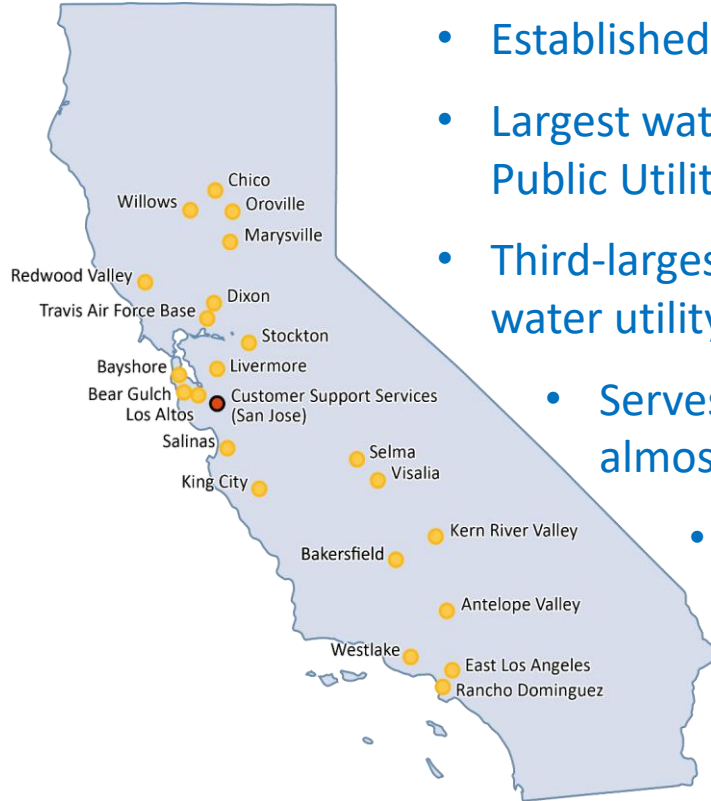 • Established
• Largest wat
Public Utilit
• Third-larges
water utility
• Serves
almos
•
Chico
Willows
Oroville
Marysville
Redwood Valley
Dixon
Travis Air Force Base
Stockton
Bayshore
Livermore
Bear Gulch
Customer Support Services
(San Jose)
Los Altos
Salinas
Selma
Visalia
King City
Kern River Valley
Bakersfield
Antelope Valley
Westlake
East Los Angeles
Rancho Dominguez